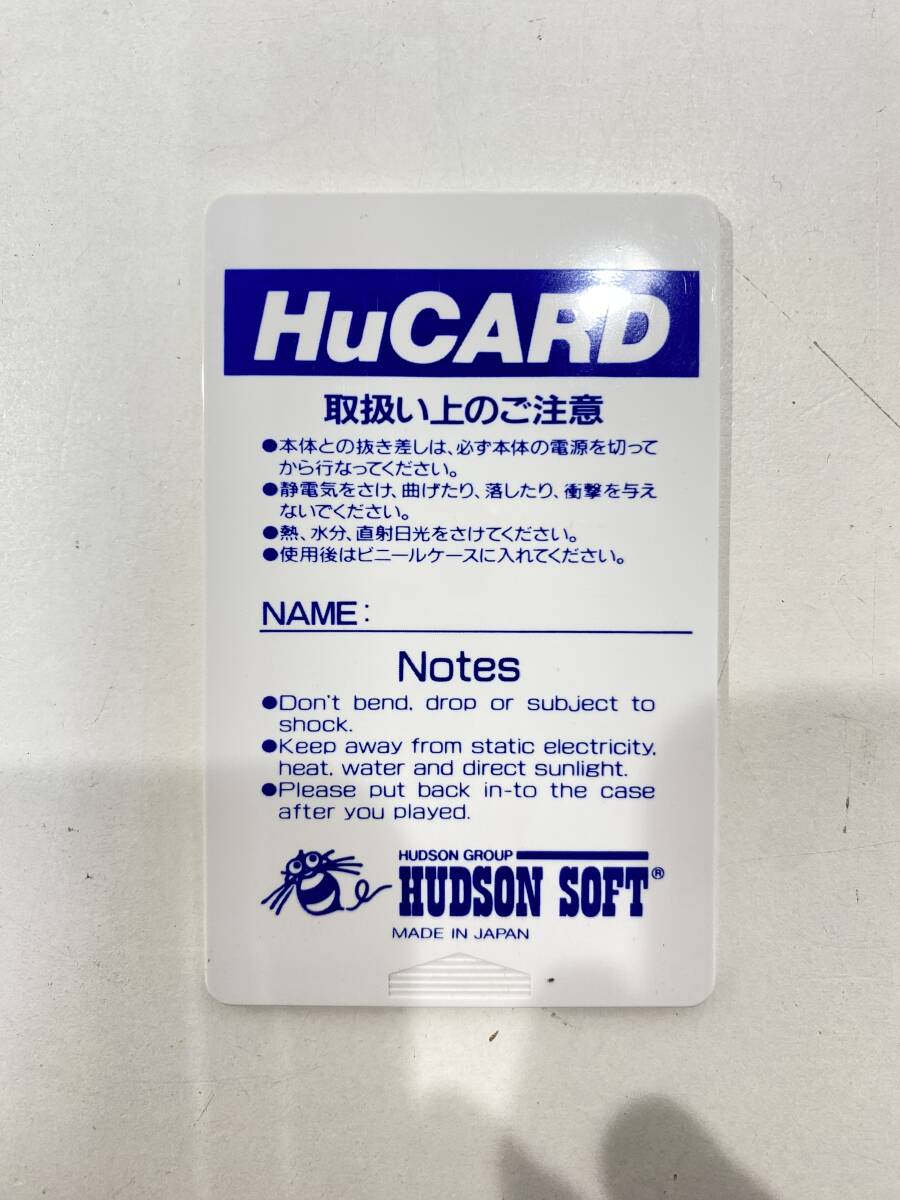 HuCARD
取扱い上のご注意
●本体との抜き差しは、必ず本体の電源を切って
から行なってください。
●静電気をさけ、曲げたり、落したり、衝撃を与え
ないでください。
●熱、水分、直射日光をさけてください。
●使用後はビニールケースに入れてください。
NAME:
Notes
●Don't bend, drop or subject to
shock.
●Keep away from static electricity,
heat, water and direct sunlight.
●Please put back in-to the case
after you played.
HUDSON GROUP
HUDSON SOFT®
MADE IN JAPAN